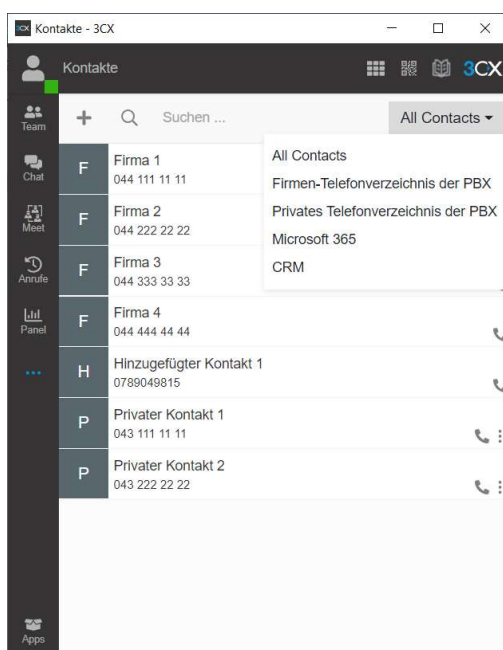 3CX Kontakte - 3CX
Kontakte
3CX
Team
Chat
Meet
Anrufe
Panel
Apps
Suchen ...
All Contacts
All Contacts
Firmen-Telefonverzeichnis der PBX
Privates Telefonverzeichnis der PBX
Microsoft 365
CRM
F
Firma 1
044 111 11 11
F
Firma 2
044 222 22 22
F
Firma 3
044 333 33 33
F
Firma 4
044 444 44 44
H
Hinzugefügter Kontakt 1
0789049815
P
Privater Kontakt 1
043 111 11 11
P
Privater Kontakt 2
043 222 22 22